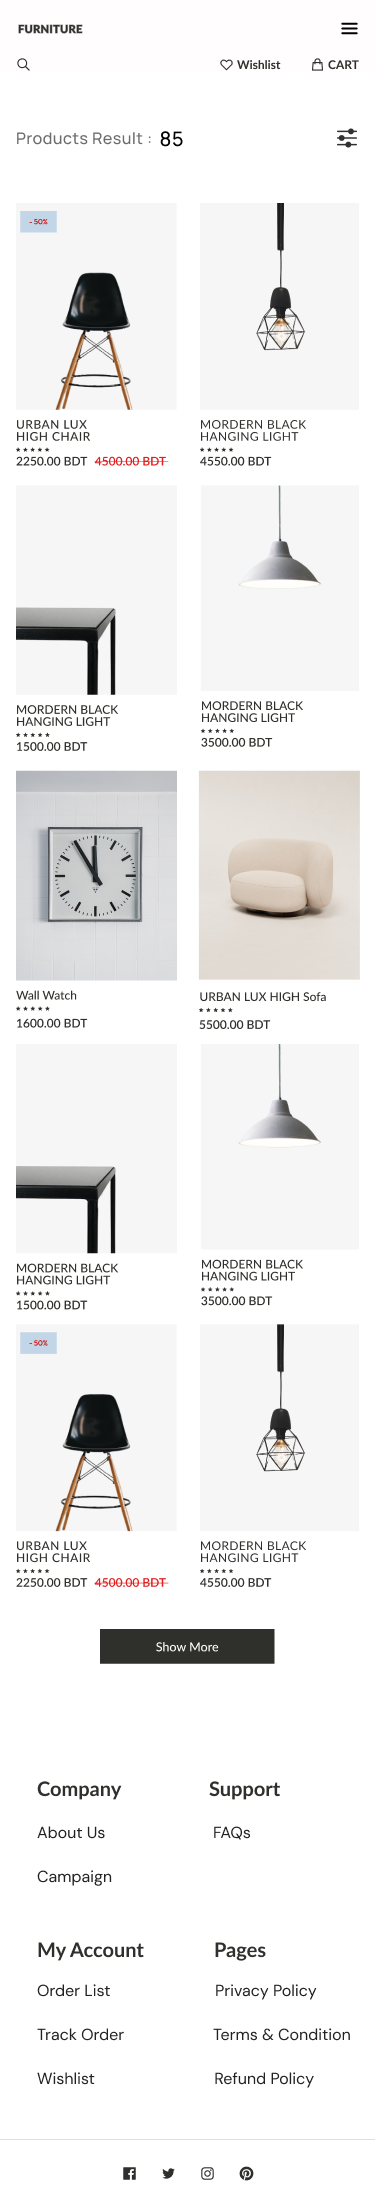 FURNITURE
Wishlist
CART
Products Result : 85
- 50%
URBAN LUX
HIGH CHAIR
2250.00 BDT 4500.00 BDT
MORDERN BLACK
HANGING LIGHT
4550.00 BDT
MORDERN BLACK
HANGING LIGHT
1500.00 BDT
MORDERN BLACK
HANGING LIGHT
3500.00 BDT
Wall Watch
1600.00 BDT
URBAN LUX HIGH Sofa
5500.00 BDT
MORDERN BLACK
HANGING LIGHT
1500.00 BDT
MORDERN BLACK
HANGING LIGHT
3500.00 BDT
- 50%
URBAN LUX
HIGH CHAIR
2250.00 BDT 4500.00 BDT
MORDERN BLACK
HANGING LIGHT
4550.00 BDT
Show More
Company
About Us
Campaign
Support
FAQs
My Account
Order List
Track Order
Wishlist
Pages
Privacy Policy
Terms & Condition
Refund Policy